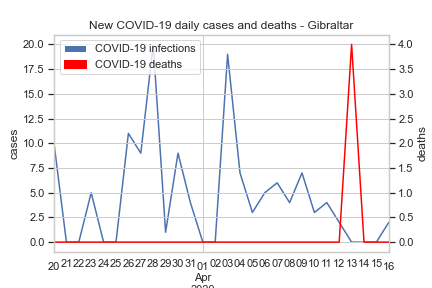 New COVID-19 daily cases and deaths - Gibraltar
COVID-19 infections
COVID-19 deaths
20.0 4.0
17.5 3.5
15.0 3.0
12.5 2.5
10.0 2.0
7.5 1.5
5.0 1.0
2.5 0.5
0.0 0.0
cases
deaths
20 21 22 23 24 25 26 27 28 29 30 31 01 02 03 04 05 06 07 08 09 10 11 12 13 14 15 16
Apr
2020